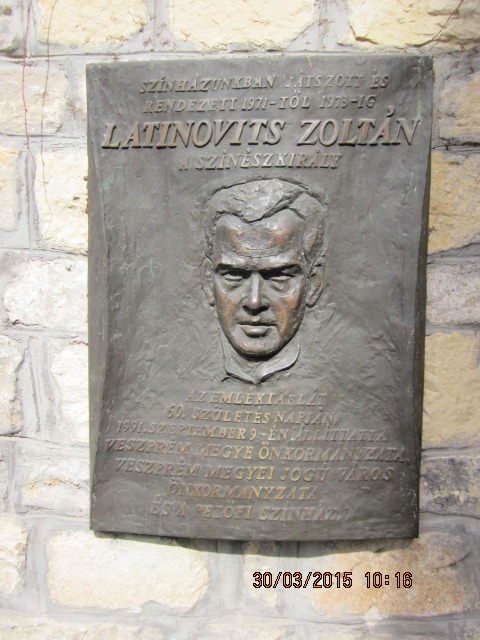 SZÍNHÁZUNKBAN JÁTSZOTT ÉS
RENDEZETT 1971-TŐL 1973-IG
LATINOVITS ZOLTÁN
A SZÍNÉSZKIRÁLY
AZ EMLÉKTÁBLÁT
60. SZÜLETÉSNAPJÁN,
1991. SZEPTEMBER 9-ÉN ÁLLÍTTATTA
VESZPRÉM MEGYE ÖNKORMÁNYZATA,
VESZPRÉM MEGYEI JOGÚ VÁROS
ÖNKORMÁNYZATA
ÉS A PETŐFI SZÍNHÁZ
30/03/2015 10:16